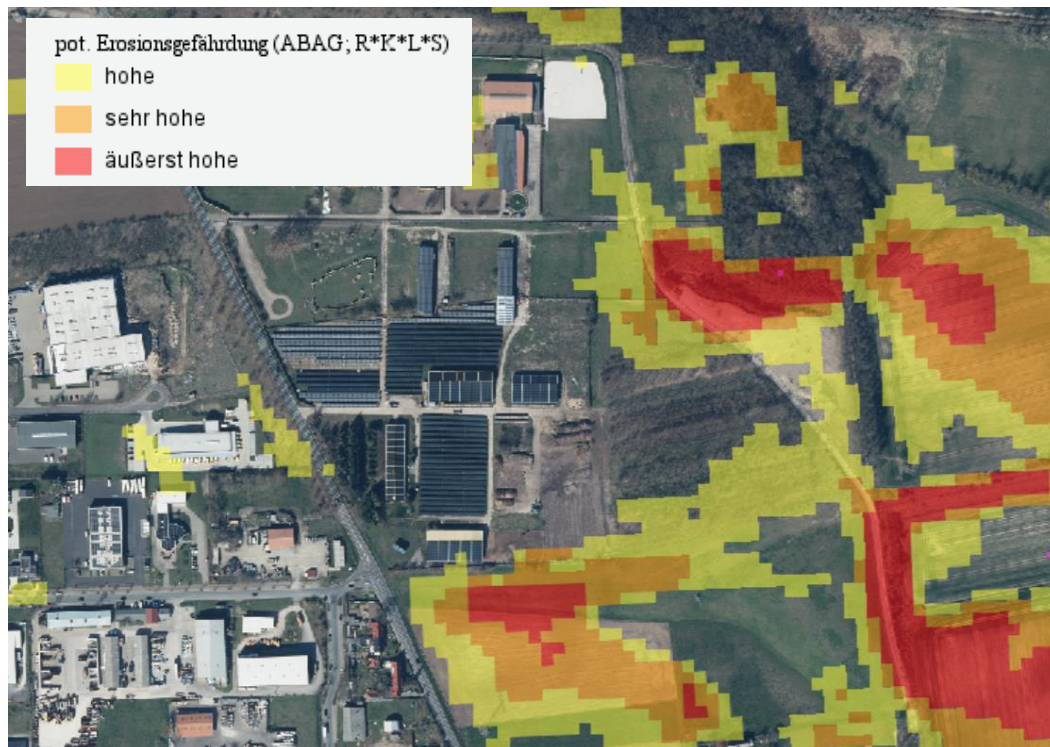 pot. Erosionsgefährdung (ABAG; R*K*L*S)
hohe
sehr hohe
äußerst hohe